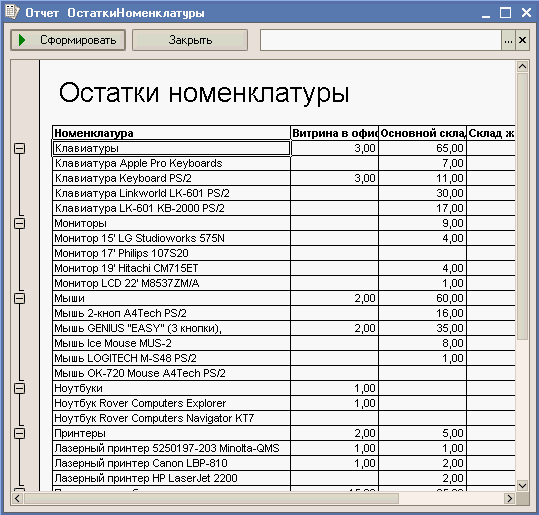 Отчет ОстаткиНоменклатуры
Сформировать Закрыть ...
Остатки номенклатуры
Номенклатура Витрина в офис Основной скла Склад ж
Клавиатуры 3,00 65,00
Клавиатура Apple Pro Keyboards 7,00
Клавиатура Keyboard PS/2 3,00 11,00
Клавиатура Linkworld LK-601 PS/2 30,00
Клавиатура LK-601 KB-2000 PS/2 17,00
Мониторы 9,00
Монитор 15' LG Studioworks 575N 4,00
Монитор 17' Philips 107S20
Монитор 19' Hitachi CM715ET 4,00
Монитор LCD 22' M8537ZM/A 1,00
Мыши 2,00 60,00
Мышь 2-кноп A4Tech PS/2 16,00
Мышь GENIUS "EASY" (3 кнопки), 2,00 35,00
Мышь Ice Mouse MUS-2 8,00
Мышь LOGITECH M-S48 PS/2 1,00
Мышь OK-720 Mouse A4Tech PS/2
Ноутбуки 1,00
Ноутбук Rover Computers Explorer 1,00
Ноутбук Rover Computers Navigator KT7
Принтеры 2,00 5,00
Лазерный принтер 5250197-203 Minolta-QMS 1,00 1,00
Лазерный принтер Canon LBP-810 1,00 2,00
Лазерный принтер HP LaserJet 2200 2,00